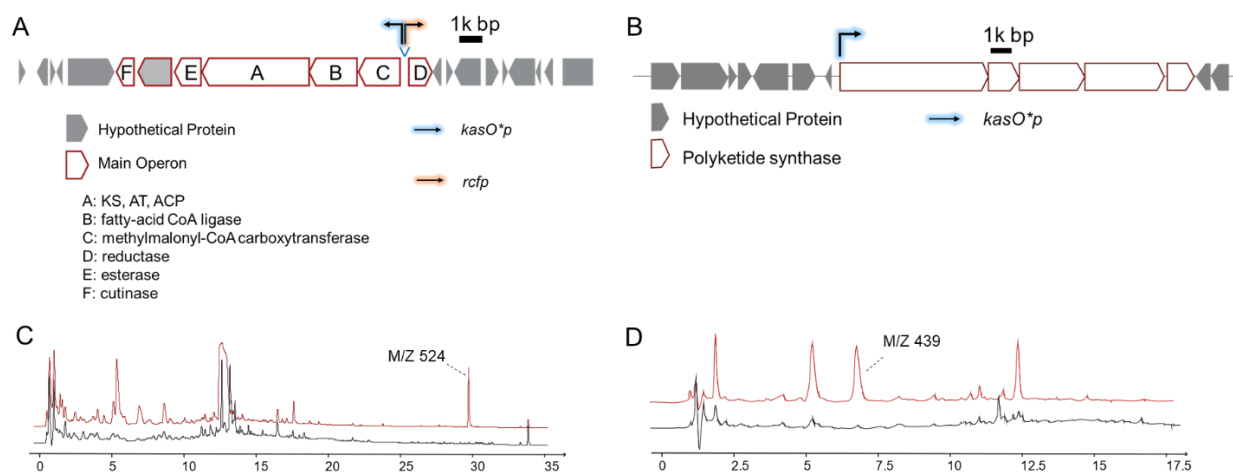 A
1k bp
F
E
A
B
C
D
Hypothetical Protein
kasO*p
Main Operon
rcfp
A: KS, AT, ACP
B: fatty-acid CoA ligase
C: methylmalonyl-CoA carboxytransferase
D: reductase
E: esterase
F: cutinase
B
1k bp
Hypothetical Protein
kasO*p
Polyketide synthase
C
M/Z 524
0 5 10 15 20 25 30 35
D
M/Z 439
0 2.5 5 7.5 10 12.5 15 17.5